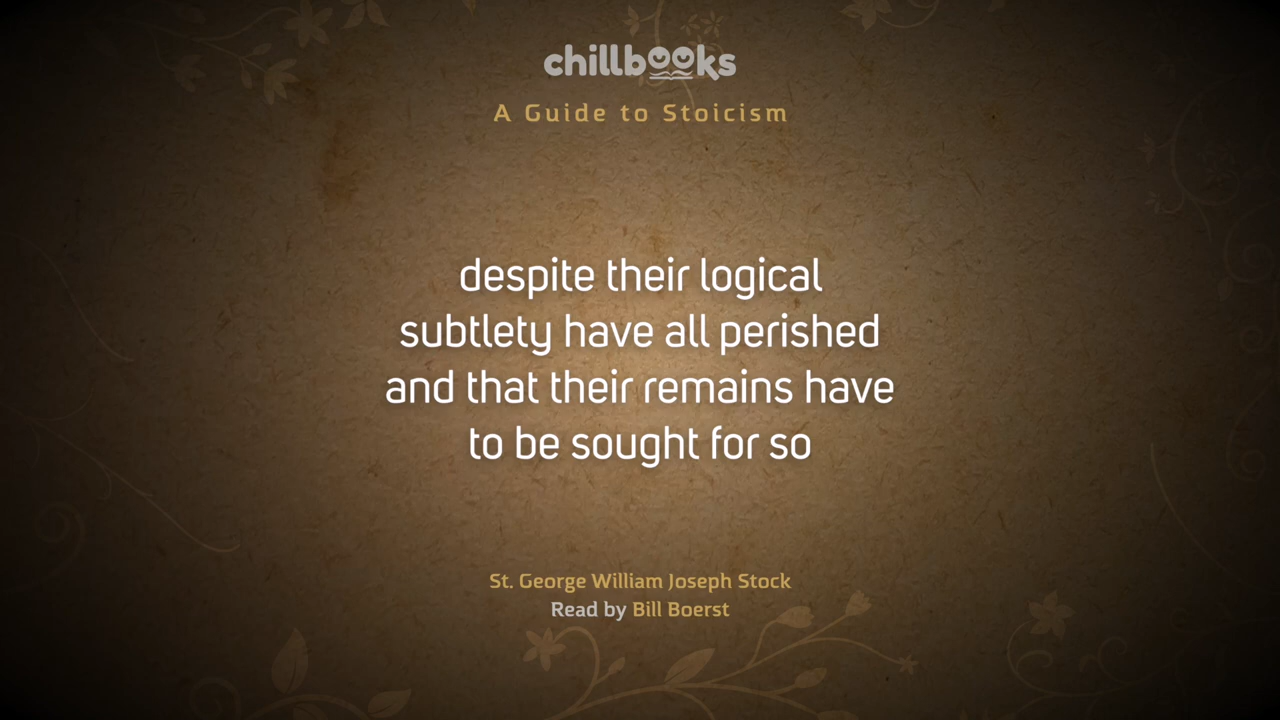 chillbooks
A Guide to Stoicism
despite their logical
subtlety have all perished
and that their remains have
to be sought for so
St. George William Joseph Stock
Read by Bill Boerst